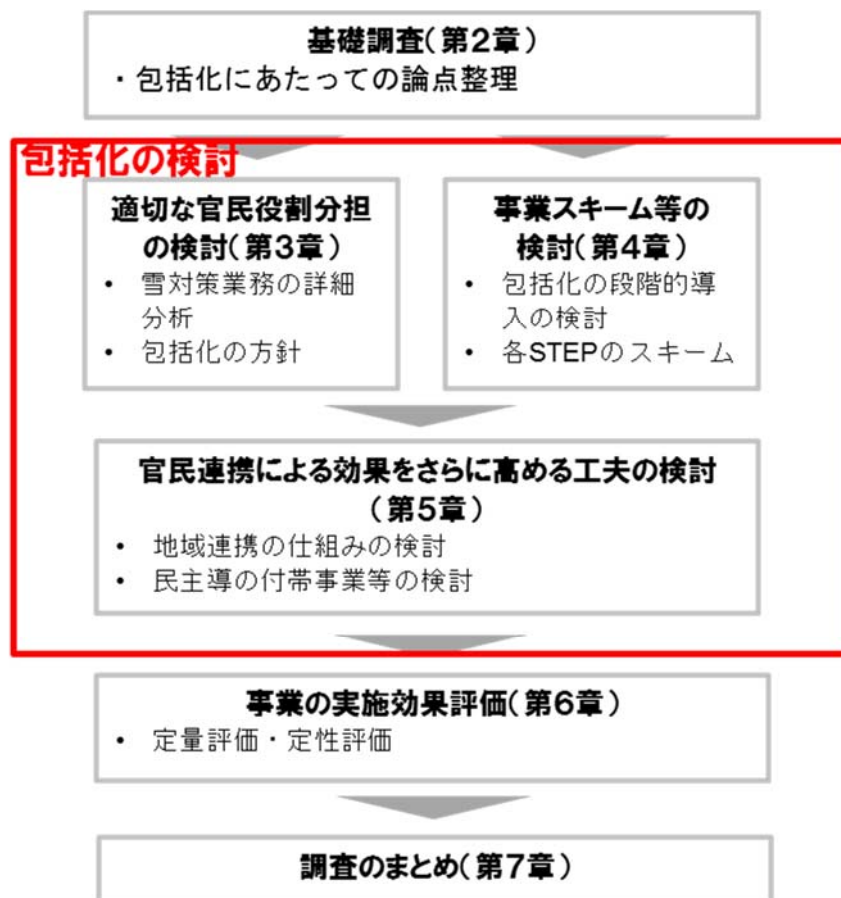 基礎調査(第2章)
・包括化にあたっての論点整理
包括化の検討
適切な官民役割分担
の検討(第3章)
• 雪対策業務の詳細
分析
• 包括化の方針
事業スキーム等の
検討(第4章)
• 包括化の段階的導
入の検討
• 各STEPのスキーム
官民連携による効果をさらに高める工夫の検討
(第5章)
• 地域連携の仕組みの検討
• 民主導の付帯事業等の検討
事業の実施効果評価(第6章)
• 定量評価・定性評価
調査のまとめ(第7章)